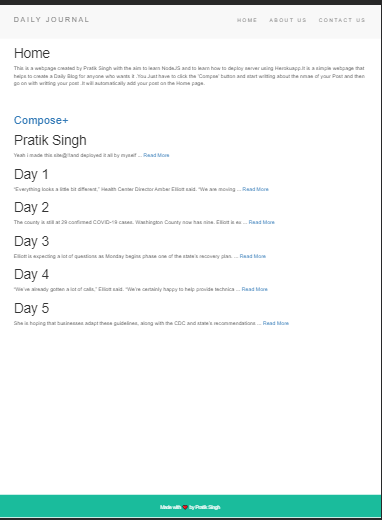 DAILY JOURNAL
HOME ABOUT US CONTACT US
Home
This is a webpage created by Pratik Singh with the aim to learn NodeJS and to learn how to deploy server using Herokuapp.It is a simple webpage that
helps to create a Daily Blog for anyone who wants it .You Just have to click the 'Compse' button and start writing about the nmae of your Post and then
go on with writing your post .It will automatically add your post on the Home page.
Compose+
Pratik Singh
Yeah I made this site@!!and deployed it all by myself ... Read More
Day 1
"Everything looks a little bit different," Health Center Director Amber Elliott said, "We are moving ... Read More
Day 2
The county is still at 29 confirmed COVID-19 cases. Washington County now has nine. Elliott is ex ... Read More
Day 3
Elliott is expecting a lot of questions as Monday begins phase one of the state's recovery plan. ... Read More
Day 4
"We've already gotten a lot of calls," Elliott said, "We're certainly happy to help provide technica ... Read More
Day 5
She is hoping that businesses adapt these guidelines, along with the CDC and state's recommendations ... Read More
Made with ❤ by Pratik Singh